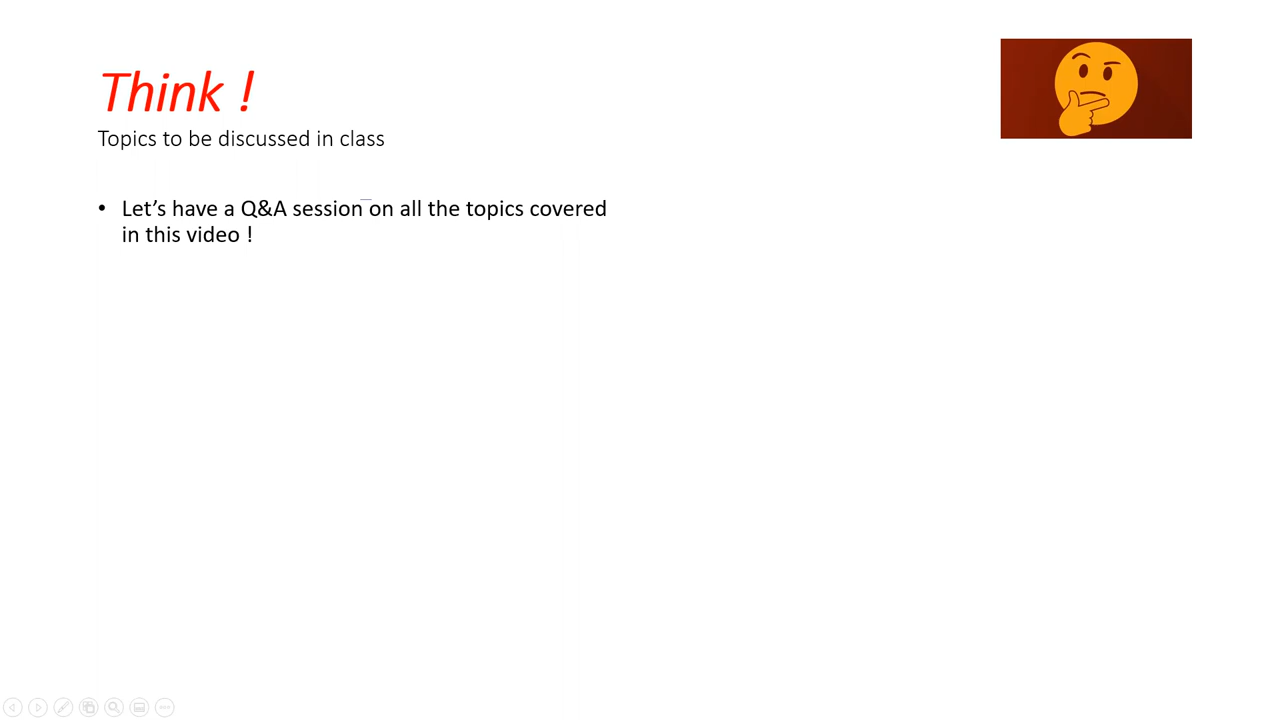 Think !
Topics to be discussed in class
• Let’s have a Q&A session on all the topics covered
in this video !